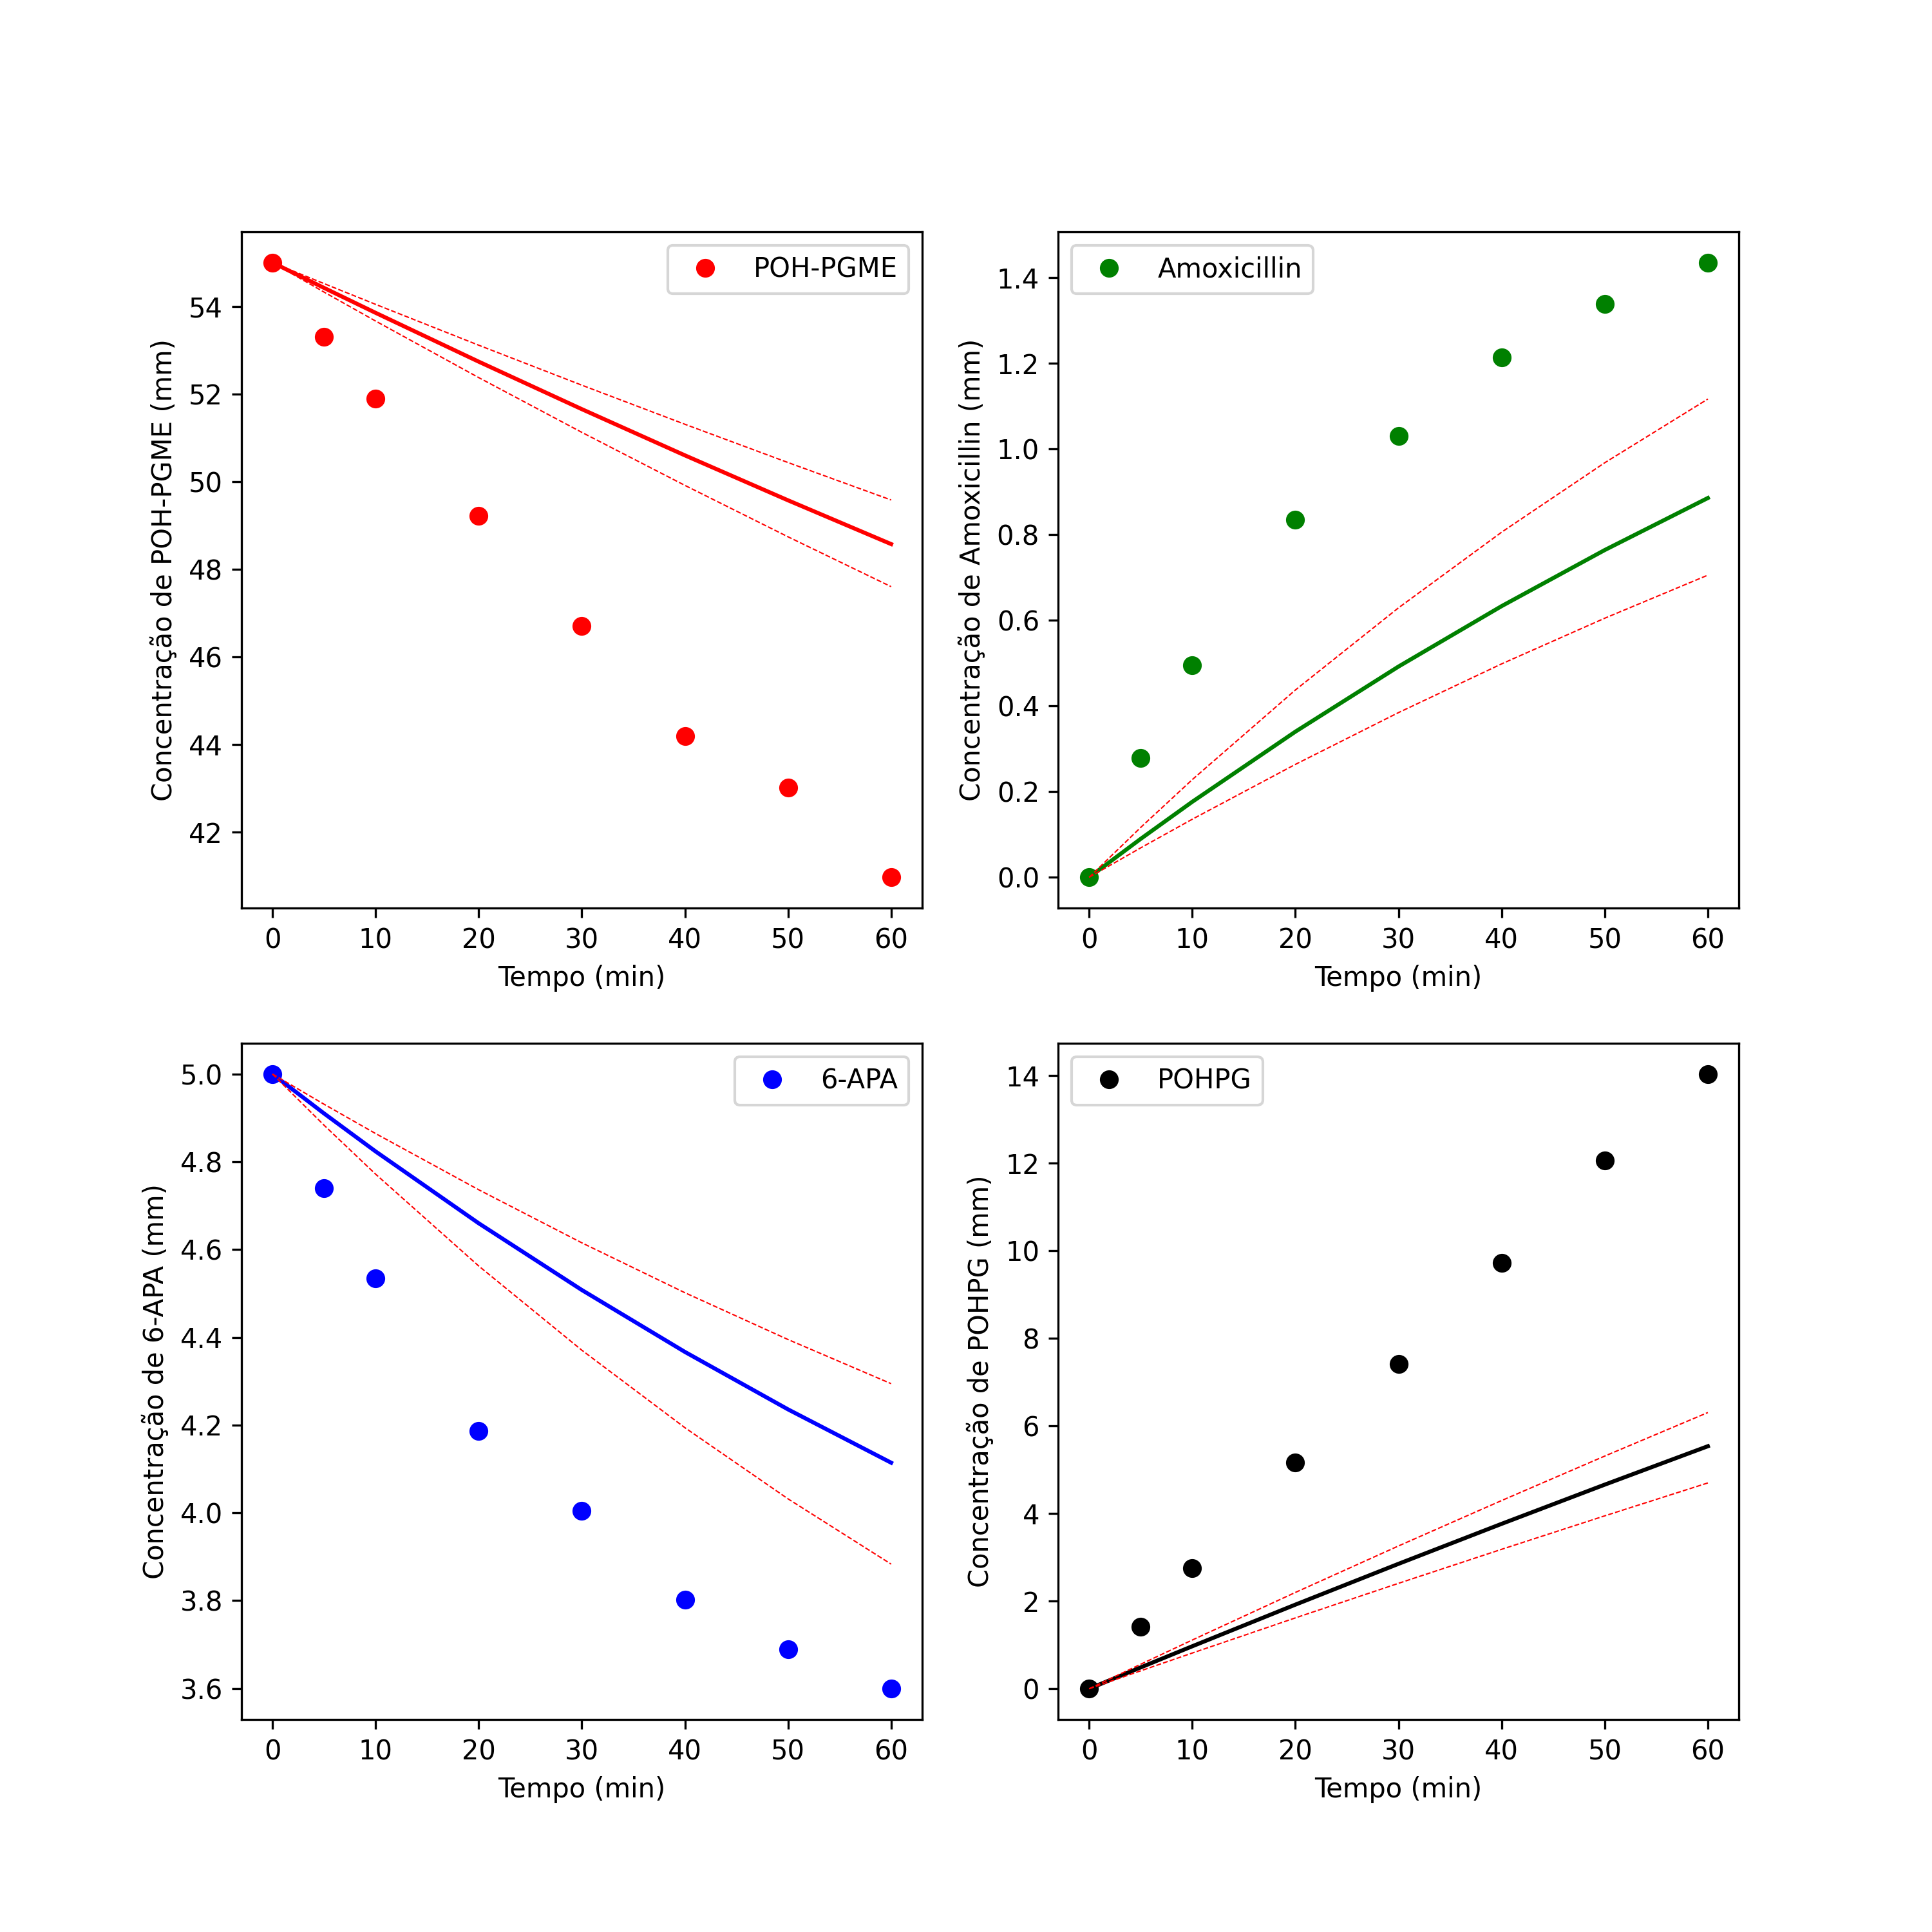 POH-PGME
54
52
50
48
46
44
42
Concentração de POH-PGME (mm)
0 10 20 30 40 50 60
Tempo (min)
Amoxicillin
1.4
1.2
1.0
0.8
0.6
0.4
0.2
0.0
Concentração de Amoxicillin (mm)
0 10 20 30 40 50 60
Tempo (min)
6-APA
5.0
4.8
4.6
4.4
4.2
4.0
3.8
3.6
Concentração de 6-APA (mm)
0 10 20 30 40 50 60
Tempo (min)
POHPG
14
12
10
8
6
4
2
0
Concentração de POHPG (mm)
0 10 20 30 40 50 60
Tempo (min)